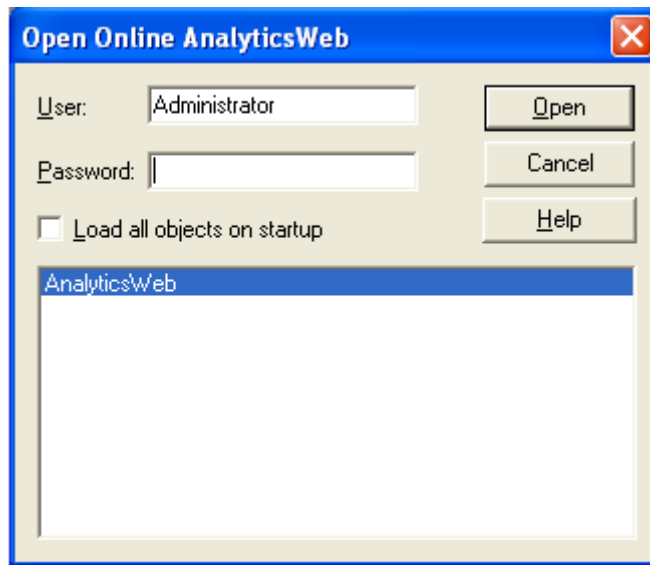 Open Online AnalyticsWeb
User: Administrator Open
Password: Cancel
Load all objects on startup Help
AnalyticsWeb